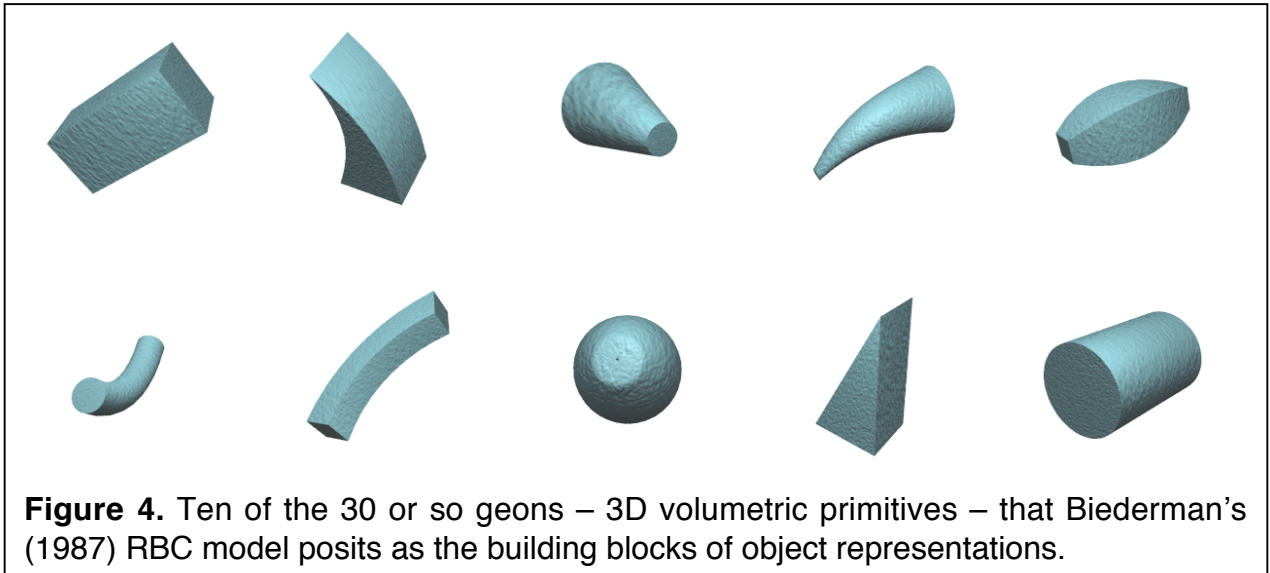 Figure 4. Ten of the 30 or so geons – 3D volumetric primitives – that Biederman's
(1987) RBC model posits as the building blocks of object representations.